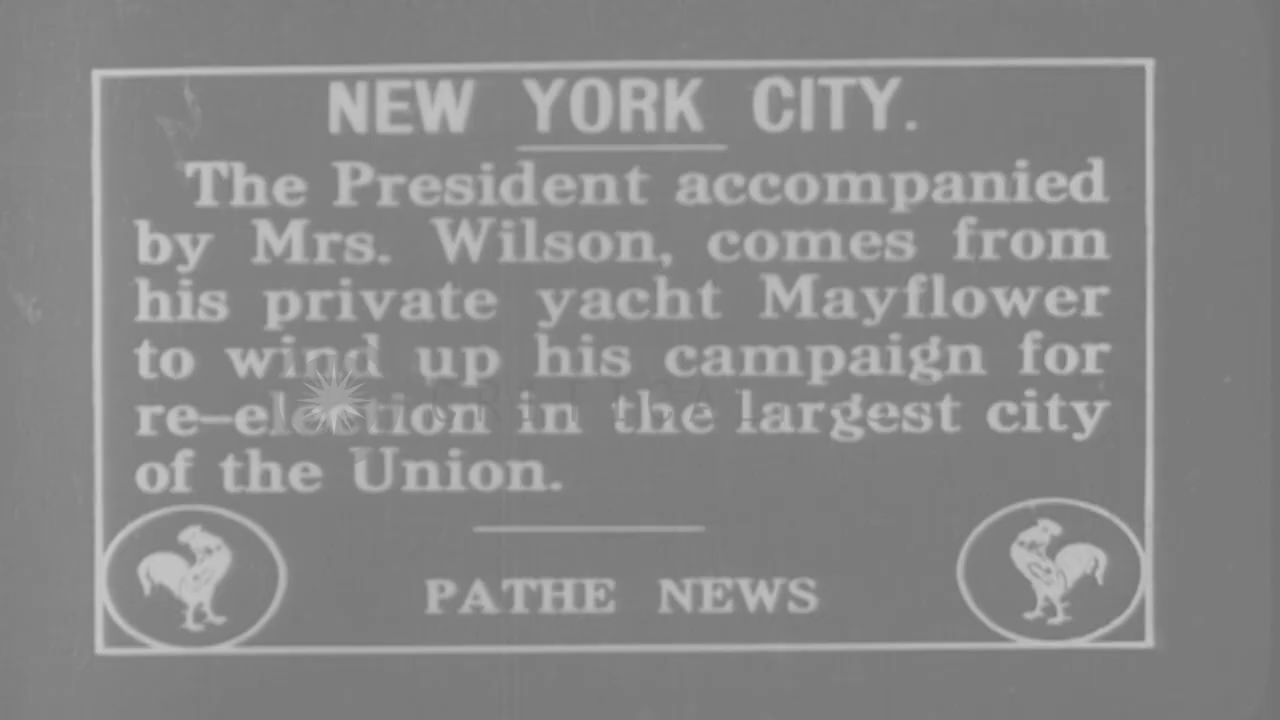 NEW YORK CITY.
The President accompanied
by Mrs. Wilson, comes from
his private yacht Mayflower
to wind up his campaign for
re-election in the largest city
of the Union.
PATHE NEWS